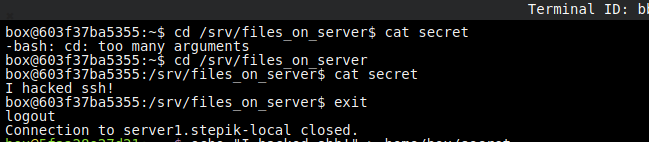 Terminal ID: bb
box@603f37ba5355:~$ cd /srv/files_on_server$ cat secret
-bash: cd: too many arguments
box@603f37ba5355:~$ cd /srv/files_on_server
box@603f37ba5355:/srv/files_on_server$ cat secret
I hacked ssh!
box@603f37ba5355:/srv/files_on_server$ exit
logout
Connection to server1.stepik-local closed.